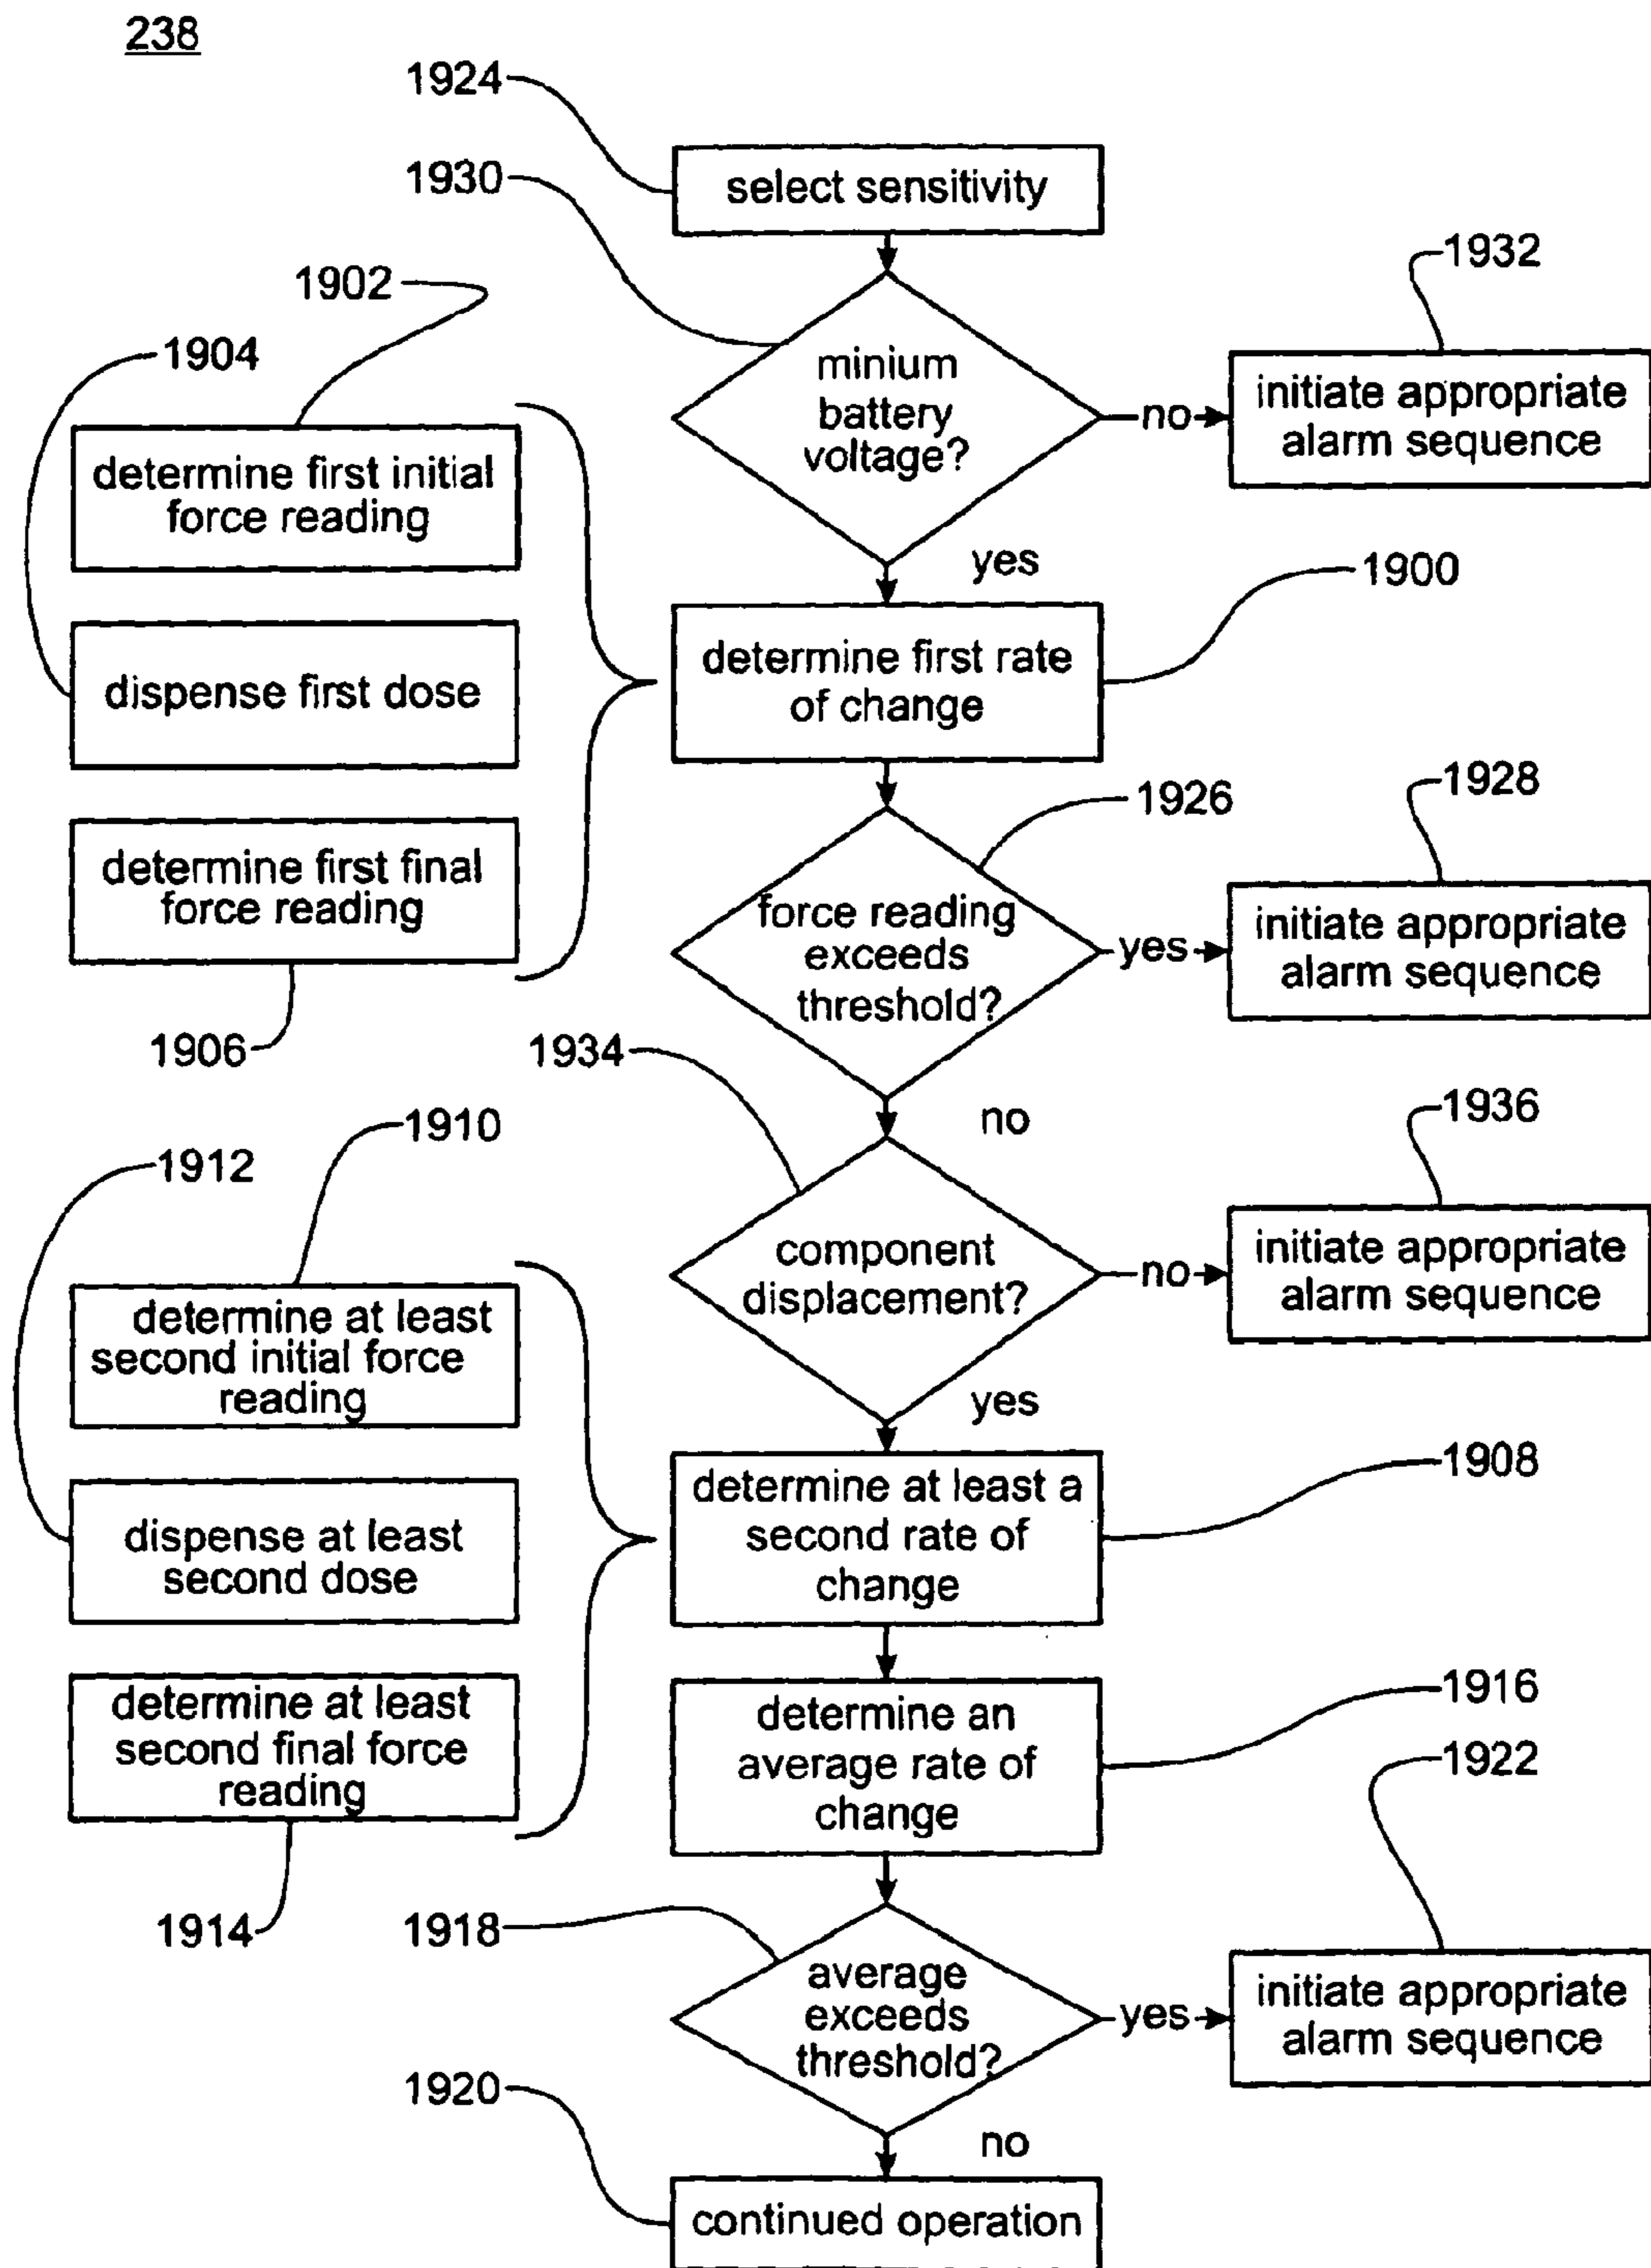 238
1924
select sensitivity
1930
1932
1902
minium
battery
voltage?
no
initiate appropriate
alarm sequence
1904
determine first initial
force reading
yes
1900
dispense first dose
determine first rate
of change
1928
1926
determine first final
force reading
force reading
exceeds
threshold?
yes
initiate appropriate
alarm sequence
1906
1934
no
1936
1910
1912
component
displacement?
no
initiate appropriate
alarm sequence
determine at least
second initial force
reading
yes
1908
determine at least a
second rate of
change
dispense at least
second dose
1916
determine at least
second final force
reading
determine an
average rate of
change
1922
1914
1918
average
exceeds
threshold?
yes
initiate appropriate
alarm sequence
1920
no
continued operation